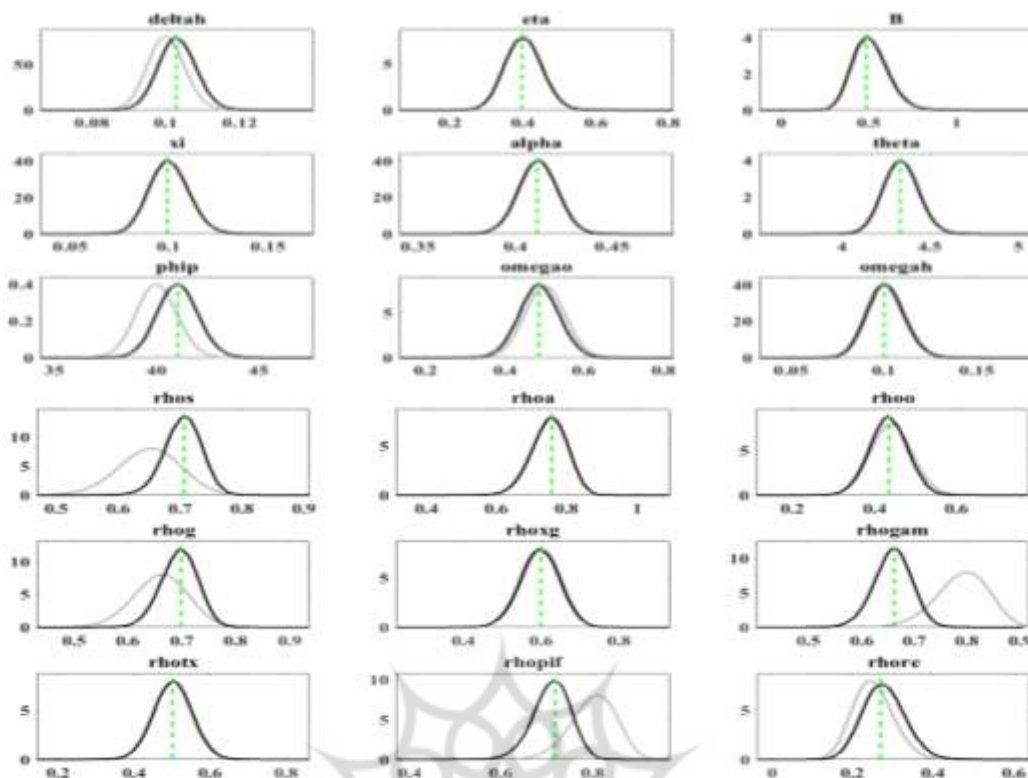 deltah eta B
50 5 4
0 0 2
0
0.08 0.1 0.12 0.2 0.4 0.6 0.8 0 0.5 1
xi alpha theta
40 40 4
20 20 2
0 0 0
0.05 0.1 0.15 0.35 0.4 0.45 4 4.5 5
phip omegao omegah
0.4 5 40
0.2 0 20
0 0
35 40 45 0.2 0.4 0.6 0.8 0.05 0.1 0.15
rhos rhoa rhoo
10 5 5
5 0 0
0
0.5 0.6 0.7 0.8 0.9 0.4 0.6 0.8 1 0.2 0.4 0.6
rhog rhoxg rhogam
10 5 10
5 0 5
0 0
0.5 0.6 0.7 0.8 0.9 0.4 0.6 0.8 0.5 0.6 0.7 0.8 0.9
rhotx rhopif rhorc
5 10 5
0 5 0
0
0.2 0.4 0.6 0.8 0.4 0.6 0.8 0 0.2 0.4 0.6